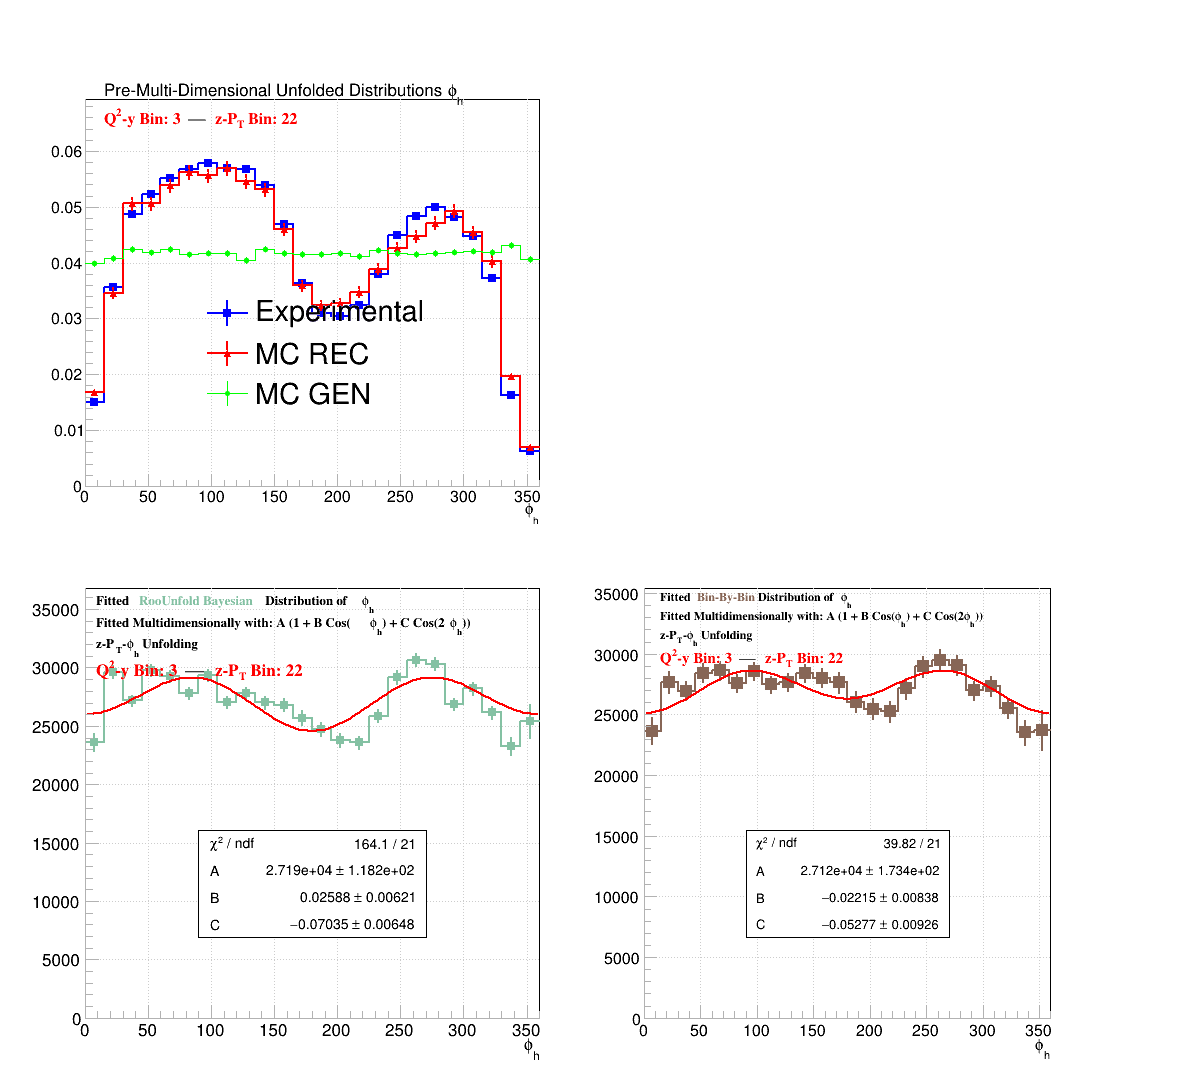 Pre-Multi-Dimensional Unfolded Distributions ϕh
Q²-y Bin: 3 — z-PT Bin: 22
0.06
0.05
0.04
0.03
0.02
0.01
0
Experimental
MC REC
MC GEN
0 50 100 150 200 250 300 350
ϕh
Fitted RooUnfold Bayesian Distribution of ϕh
Fitted Multidimensionally with: A (1 + B Cos( ϕh) + C Cos(2 ϕh))
z-PT-ϕh Unfolding
Q²-y Bin: 3 — z-PT Bin: 22
35000
30000
25000
20000
15000
10000
5000
0
χ² / ndf 164.1 / 21
A 2.719e+04 ± 1.182e+02
B 0.02588 ± 0.00621
C −0.07035 ± 0.00648
0 50 100 150 200 250 300 350
ϕh
Fitted Bin-By-Bin Distribution of ϕh
Fitted Multidimensionally with: A (1 + B Cos(ϕh) + C Cos(2ϕh))
z-PT-ϕh Unfolding
Q²-y Bin: 3 — z-PT Bin: 22
35000
30000
25000
20000
15000
10000
5000
0
χ² / ndf 39.82 / 21
A 2.712e+04 ± 1.734e+02
B −0.02215 ± 0.00838
C −0.05277 ± 0.00926
0 50 100 150 200 250 300 350
ϕh